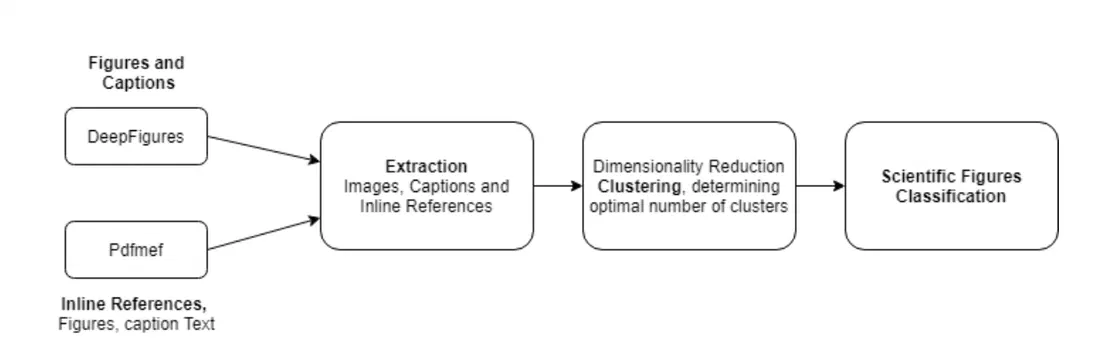 Figures and
Captions
DeepFigures
Pdfmef
Inline References,
Figures, caption Text
Extraction
Images, Captions and
Inline References
Dimensionality Reduction
Clustering, determining
optimal number of clusters
Scientific Figures
Classification